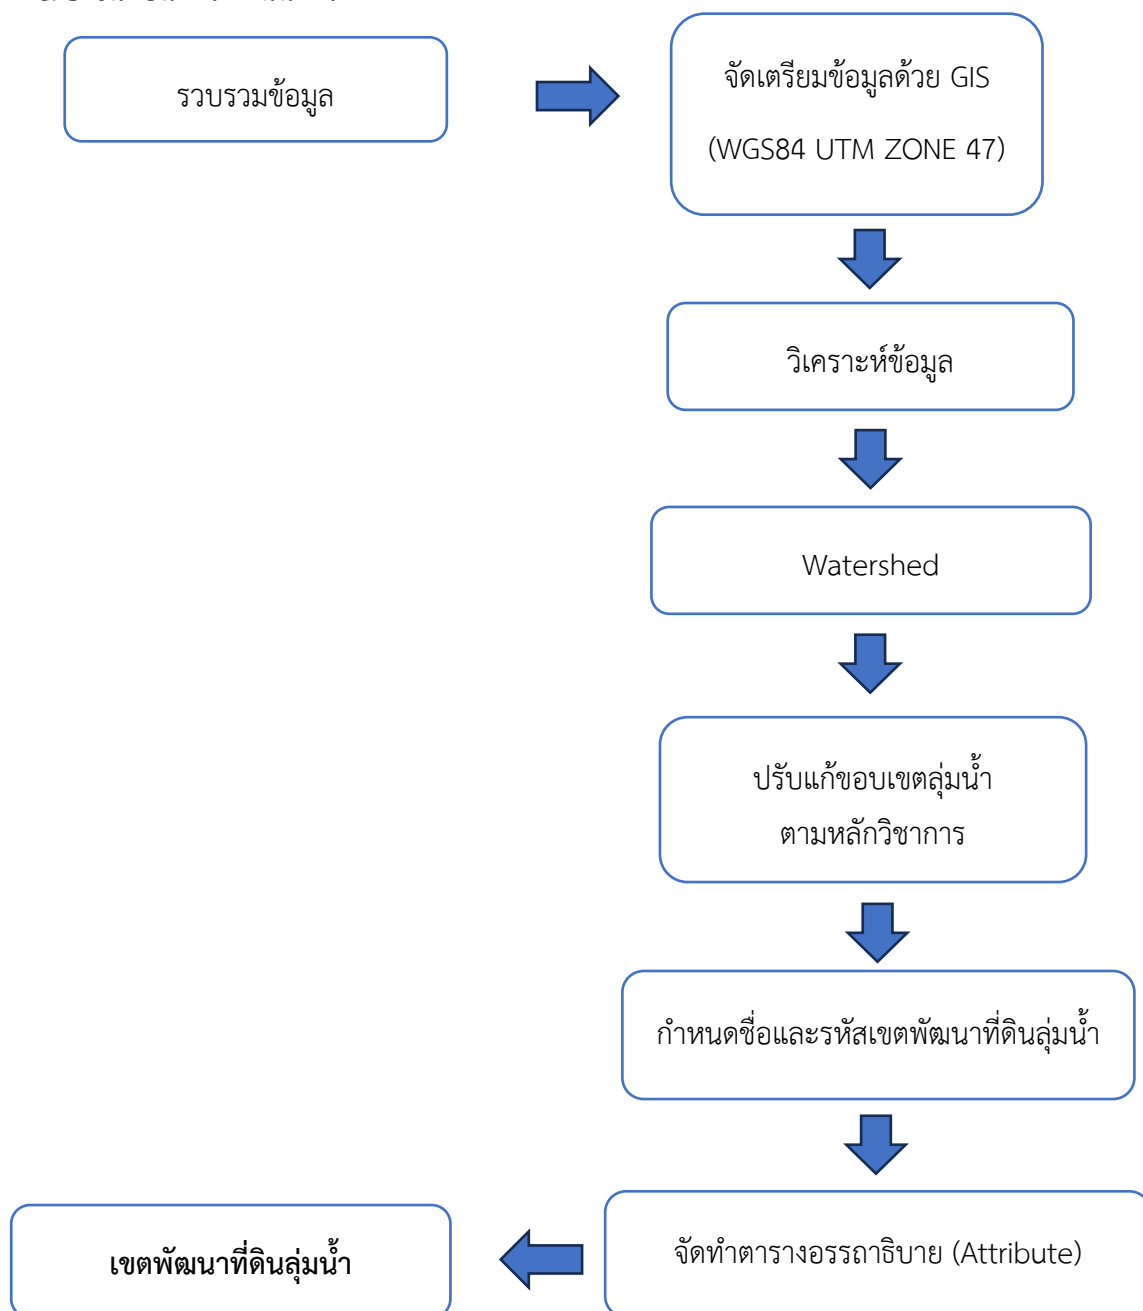 รวบรวมข้อมูล
จัดเตรียมข้อมูลด้วย GIS
(WGS84 UTM ZONE 47)
วิเคราะห์ข้อมูล
Watershed
ปรับแก้ขอบเขตลุ่มน้ำ
ตามหลักวิชาการ
กำหนดชื่อและรหัสเขตพัฒนาที่ดินลุ่มน้ำ
จัดทำตารางอรรถาธิบาย (Attribute)
เขตพัฒนาที่ดินลุ่มน้ำ